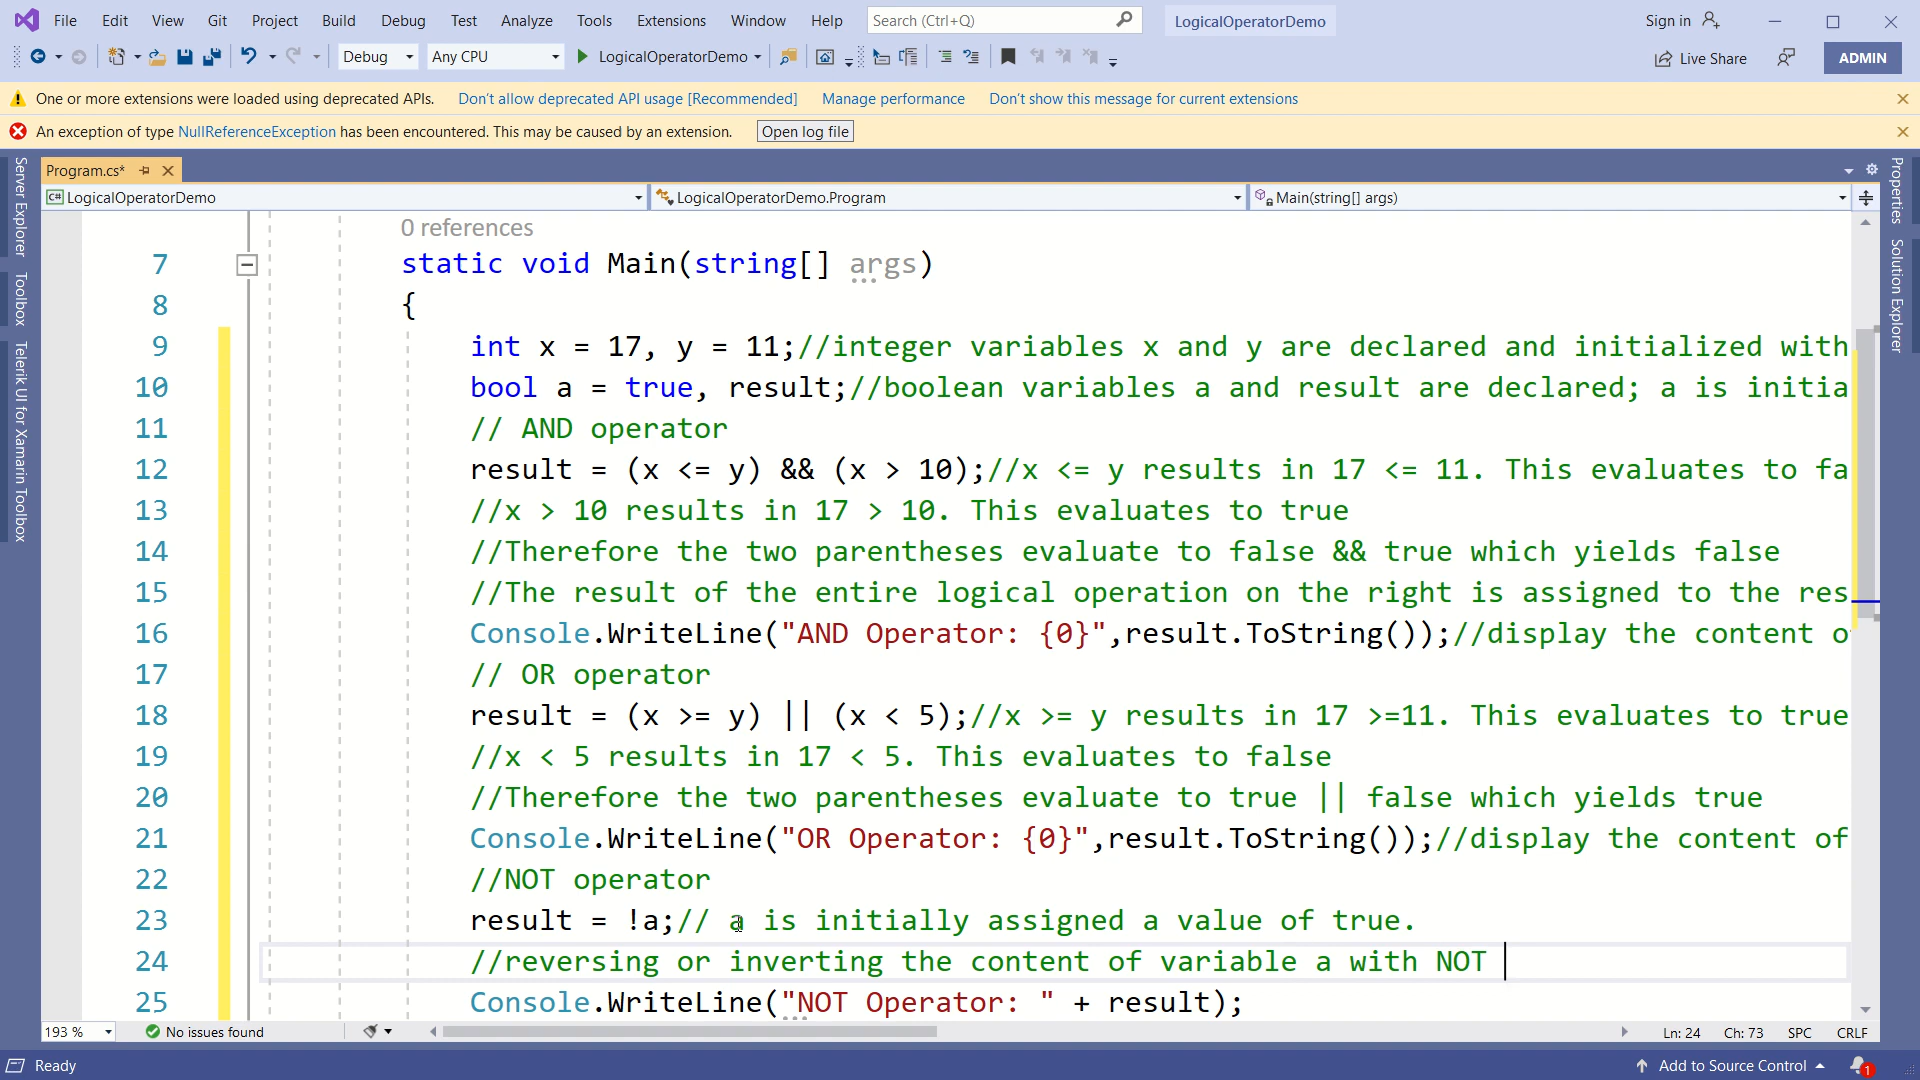 File Edit View Git Project Build Debug Test Analyze Tools Extensions Window Help Search (Ctrl+Q) LogicalOperatorDemo Sign in
Debug Any CPU LogicalOperatorDemo Live Share ADMIN
One or more extensions were loaded using deprecated APIs. Don't allow deprecated API usage [Recommended] Manage performance Don't show this message for current extensions
An exception of type NullReferenceException has been encountered. This may be caused by an extension. Open log file
Program.cs*
C# LogicalOperatorDemo LogicalOperatorDemo.Program Main(string[] args)
Server Explorer
Toolbox
Telerik UI for Xamarin Toolbox
Properties
Solution Explorer
0 references
7 static void Main(string[] args)
8 {
9 int x = 17, y = 11;//integer variables x and y are declared and initialized with
10 bool a = true, result;//boolean variables a and result are declared; a is initia
11 // AND operator
12 result = (x <= y) && (x > 10);//x <= y results in 17 <= 11. This evaluates to fa
13 //x > 10 results in 17 > 10. This evaluates to true
14 //Therefore the two parentheses evaluate to false && true which yields false
15 //The result of the entire logical operation on the right is assigned to the res
16 Console.WriteLine("AND Operator: {0}",result.ToString());//display the content o
17 // OR operator
18 result = (x >= y) || (x < 5);//x >= y results in 17 >=11. This evaluates to true
19 //x < 5 results in 17 < 5. This evaluates to false
20 //Therefore the two parentheses evaluate to true || false which yields true
21 Console.WriteLine("OR Operator: {0}",result.ToString());//display the content of
22 //NOT operator
23 result = !a;// a is initially assigned a value of true.
24 //reversing or inverting the content of variable a with NOT
25 Console.WriteLine("NOT Operator: " + result);
193 % No issues found Ln: 24 Ch: 73 SPC CRLF
Ready Add to Source Control 1